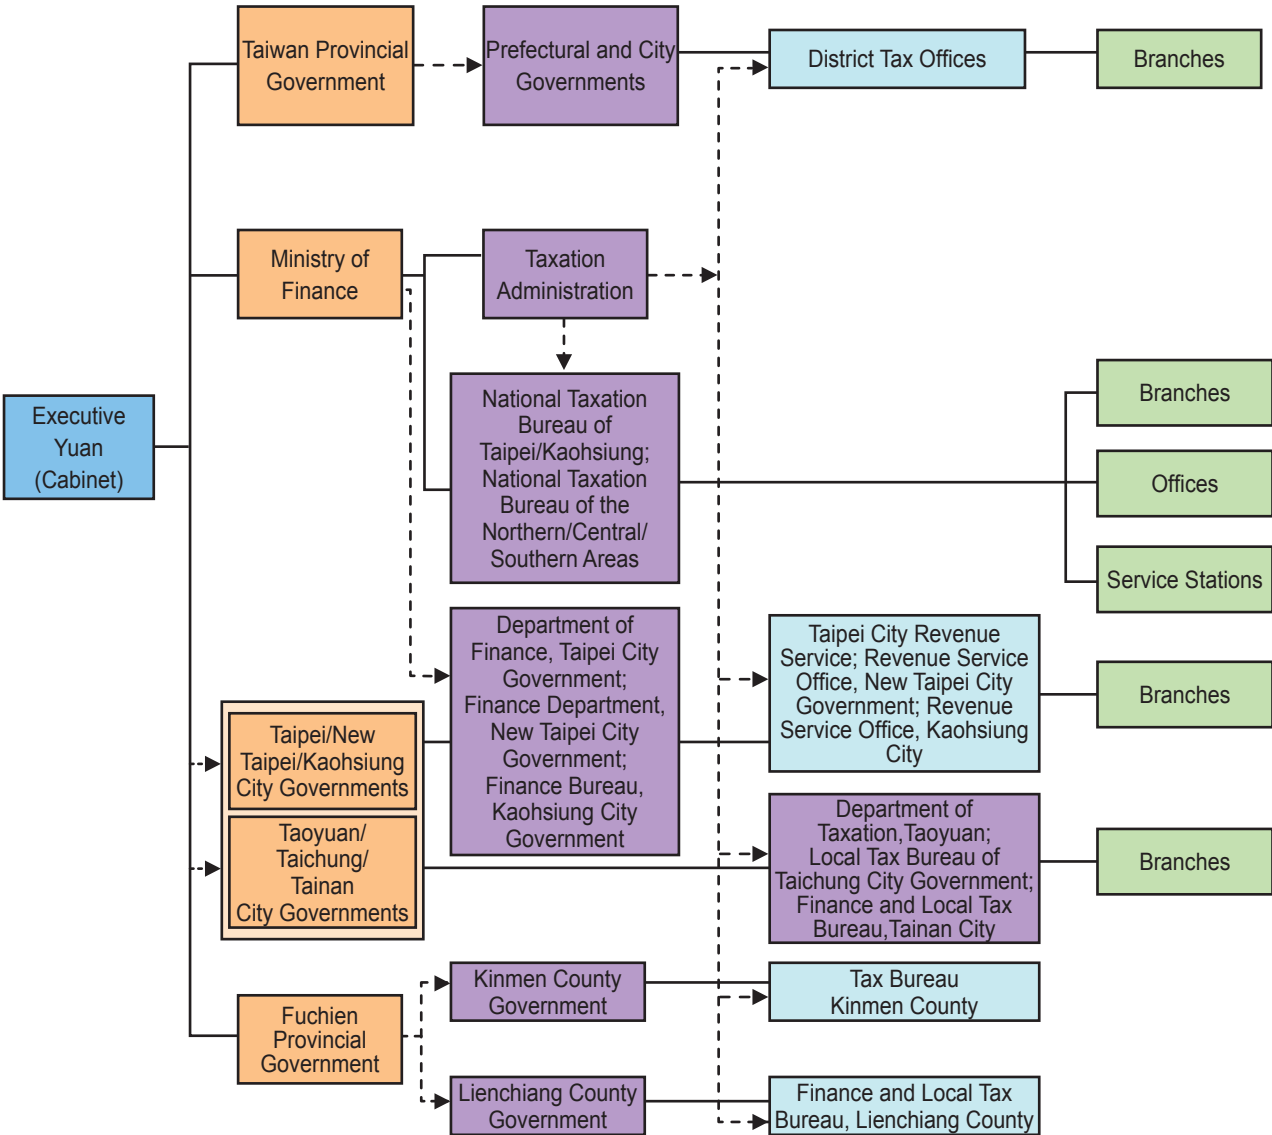 Taiwan Provincial
Government
Prefectural and City
Governments
District Tax Offices
Branches
Ministry of
Finance
Taxation
Administration
Executive
Yuan
(Cabinet)
National Taxation
Bureau of
Taipei/Kaohsiung;
National Taxation
Bureau of the
Northern/Central/
Southern Areas
Branches
Offices
Service Stations
Taipei/New
Taipei/Kaohsiung
City Governments
Department of
Finance, Taipei City
Government;
Finance Department,
New Taipei City
Government;
Finance Bureau,
Kaohsiung City
Government
Taipei City Revenue
Service; Revenue Service
Office, New Taipei City
Government; Revenue
Service Office, Kaohsiung
City
Branches
Taoyuan/
Taichung/
Tainan
City Governments
Department of
Taxation,Taoyuan;
Local Tax Bureau of
Taichung City Government;
Finance and Local Tax
Bureau,Tainan City
Branches
Fuchien
Provincial
Government
Kinmen County
Government
Tax Bureau
Kinmen County
Lienchiang County
Government
Finance and Local Tax
Bureau, Lienchiang County